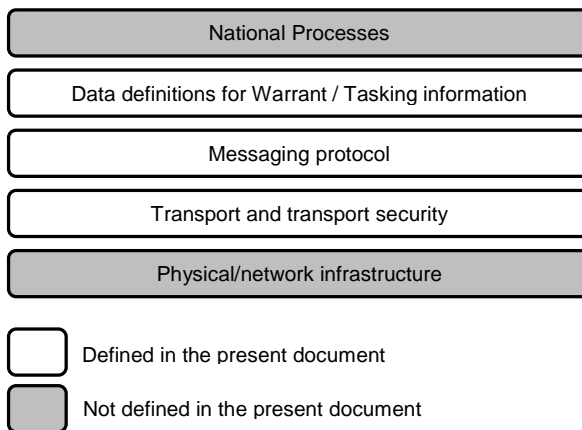 National Processes
Data definitions for Warrant / Tasking information
Messaging protocol
Transport and transport security
Physical/network infrastructure
Defined in the present document
Not defined in the present document